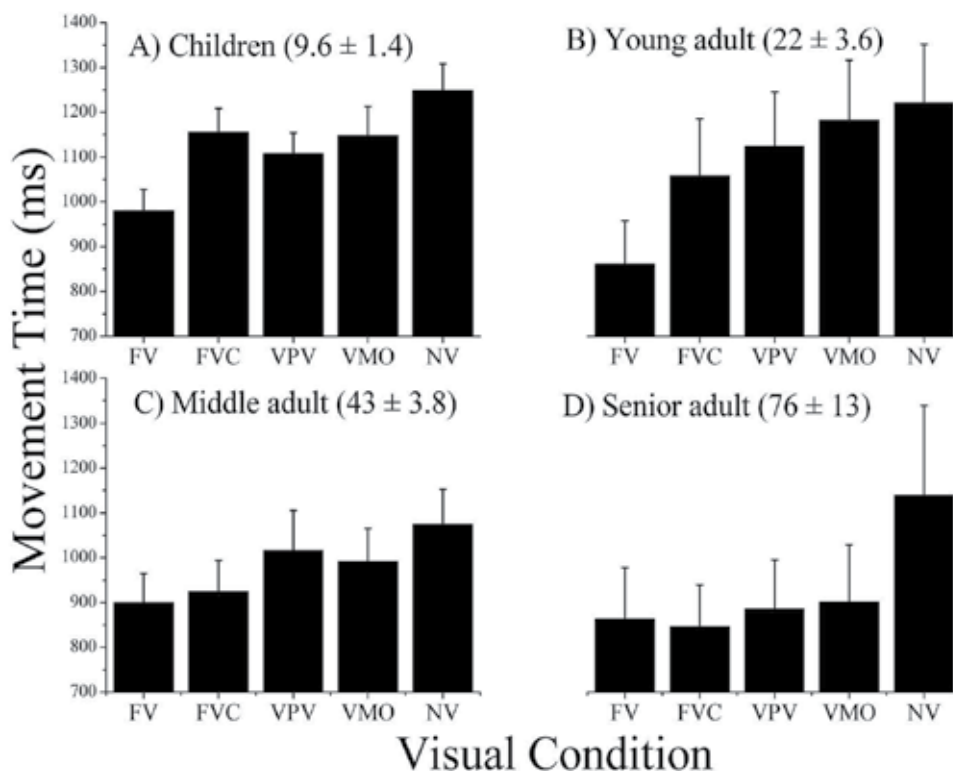 A) Children (9.6 ± 1.4)
1400
1300
1200
1100
1000
900
800
700
FV FVC VPV VMO NV
B) Young adult (22 ± 3.6)
FV FVC VPV VMO NV
C) Middle adult (43 ± 3.8)
1400
1300
1200
1100
1000
900
800
700
FV FVC VPV VMO NV
D) Senior adult (76 ± 13)
FV FVC VPV VMO NV
Movement Time (ms)
Visual Condition